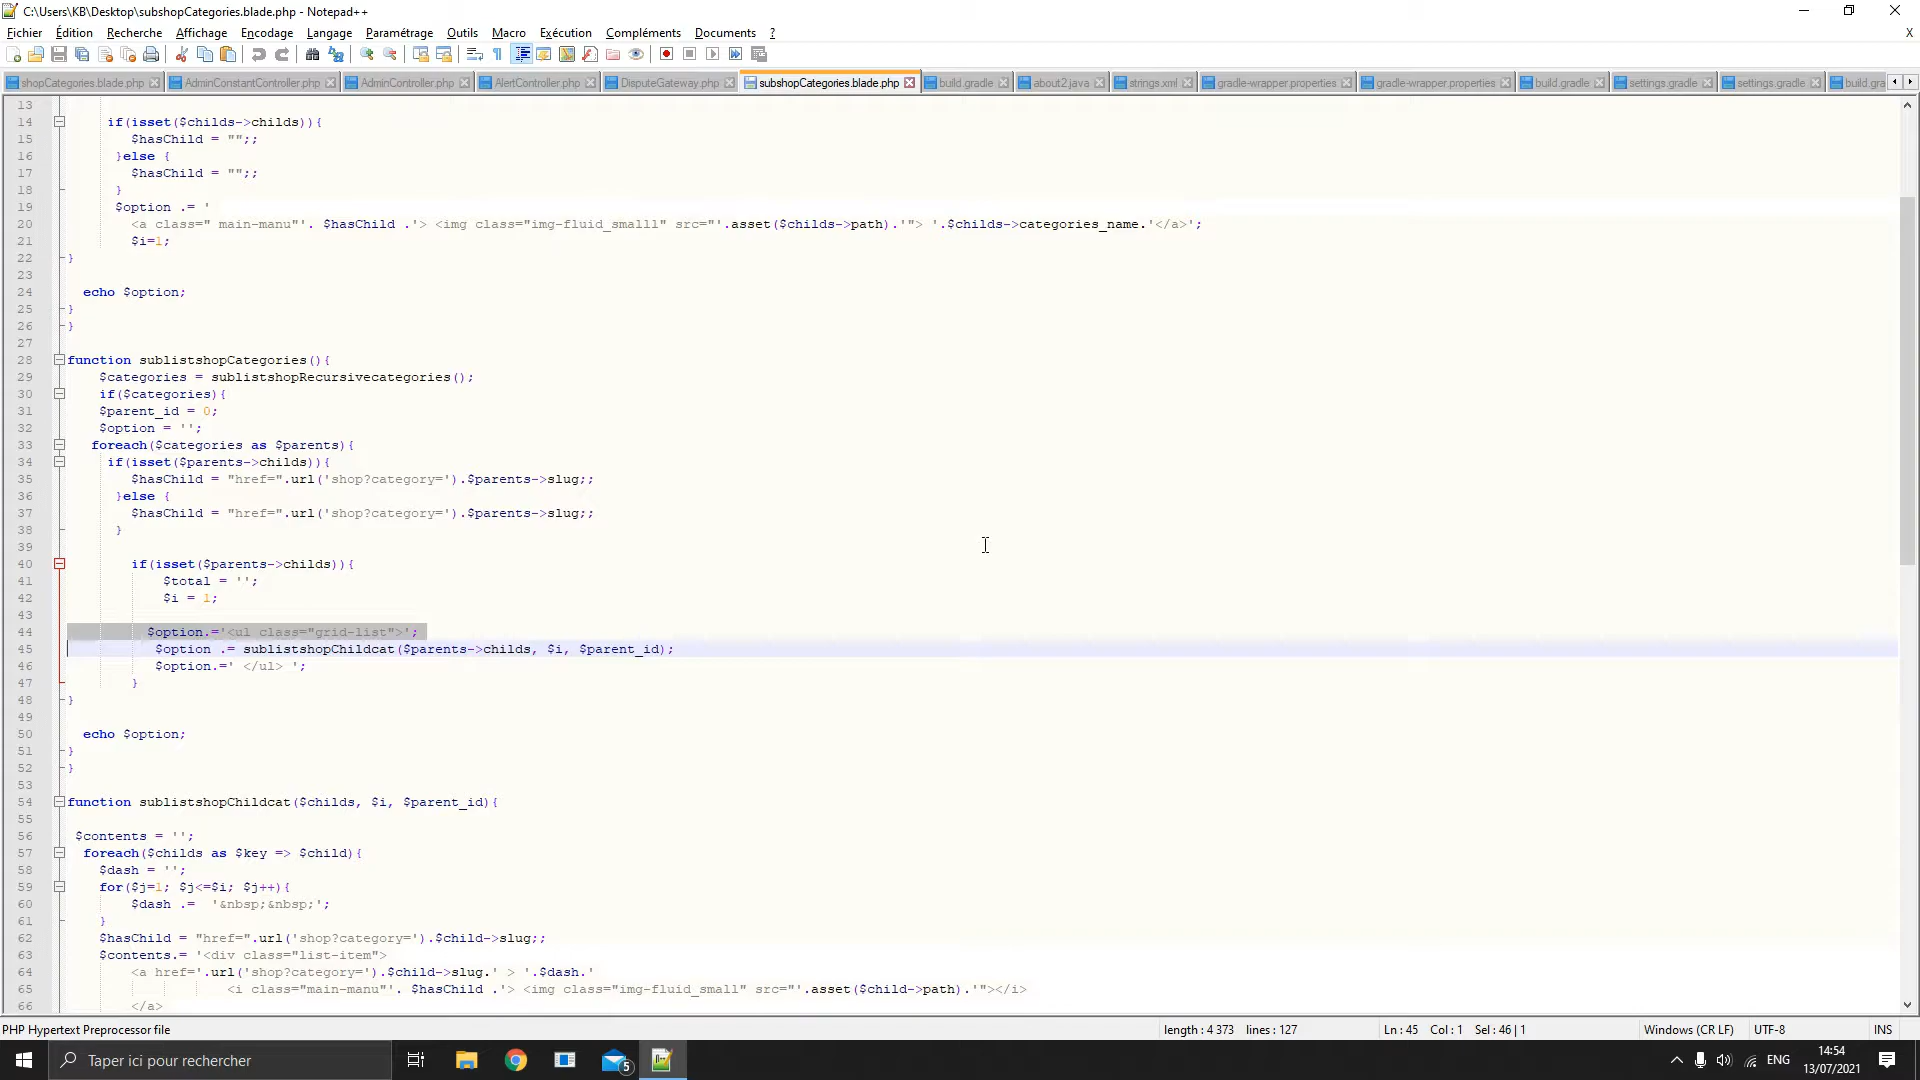 C:\Users\KB\Desktop\subshopCategories.blade.php - Notepad++
Fichier Édition Recherche Affichage Encodage Langage Paramétrage Outils Macro Exécution Compléments Documents ? X
shopCategories.blade.php AdminConstantController.php AdminController.php AlertController.php DisputeGateway.php subshopCategories.blade.php build.gradle about2.java strings.xml gradle-wrapper.properties gradle-wrapper.properties build.gradle settings.gradle settings.gradle build.gra
13
14 if(isset($childs->childs)){
15 $hasChild = "";;
16 }else {
17 $hasChild = "";;
18 }
19 $option .= '
20 <a class=" main-manu"'. $hasChild .'> <img class="img-fluid_smalll" src="'.asset($childs->path).'"> '.$childs->categories_name.'</a>';
21 $i=1;
22 }
23
24 echo $option;
25 }
26 }
27
28 function sublistshopCategories(){
29 $categories = sublistshopRecursivecategories();
30 if($categories){
31 $parent_id = 0;
32 $option = '';
33 foreach($categories as $parents){
34 if(isset($parents->childs)){
35 $hasChild = "href=".url('shop?category=').$parents->slug;;
36 }else {
37 $hasChild = "href=".url('shop?category=').$parents->slug;;
38 }
39
40 if(isset($parents->childs)){
41 $total = '';
42 $i = 1;
43
44 $option.='<ul class="grid-list">';
45 $option .= sublistshopChildcat($parents->childs, $i, $parent_id);
46 $option.=' </ul> ';
47 }
48 }
49
50 echo $option;
51 }
52 }
53
54 function sublistshopChildcat($childs, $i, $parent_id){
55
56 $contents = '';
57 foreach($childs as $key => $child){
58 $dash = '';
59 for($j=1; $j<=$i; $j++){
60 $dash .= '&nbsp;&nbsp;';
61 }
62 $hasChild = "href=".url('shop?category=').$child->slug;;
63 $contents.= '<div class="list-item">
64 <a href='.url('shop?category=').$child->slug.' > '.$dash.'
65 <i class="main-manu"'. $hasChild .'> <img class="img-fluid_small" src="'.asset($child->path).'"></i>
66 </a>
PHP Hypertext Preprocessor file length : 4 373 lines : 127 Ln : 45 Col : 1 Sel : 46 | 1 Windows (CR LF) UTF-8 INS
Taper ici pour rechercher 5 ENG 14:54
13/07/2021